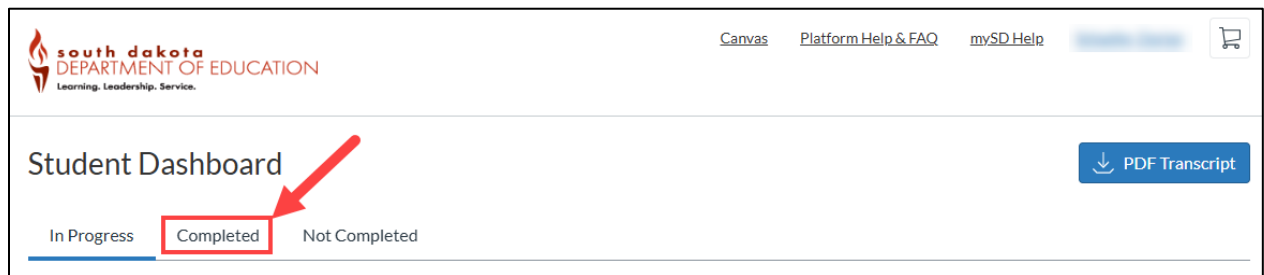 south dakota
DEPARTMENT OF EDUCATION
Learning. Leadership. Service.
Canvas Platform Help & FAQ mySD Help
Student Dashboard
PDF Transcript
In Progress Completed Not Completed